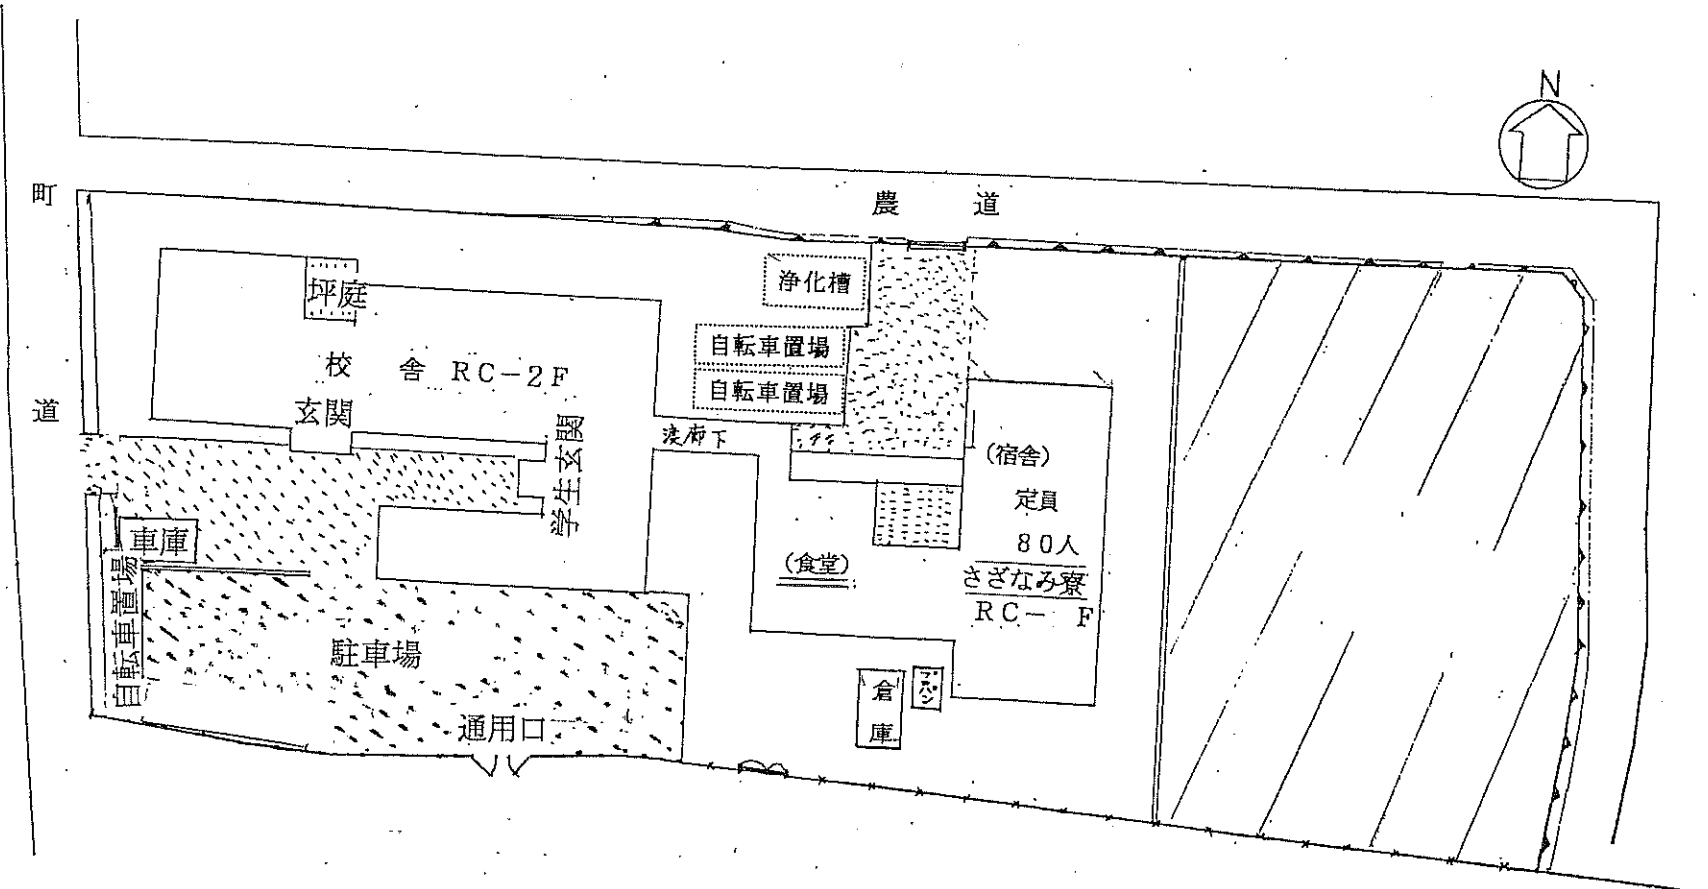 N
町道
農道
坪庭
浄化槽
自転車置場
自転車置場
校舎 RC-2F
玄関
学生玄関
渡廊下
(宿舎)
定員
80人
さざなみ寮
RC- F
(食堂)
車庫
自転車置場
駐車場
通用口
倉庫